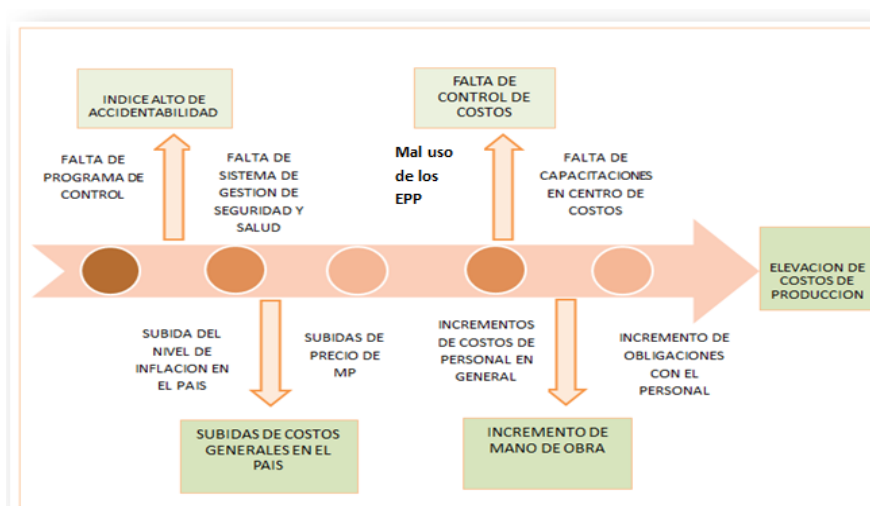 INDICE ALTO DE
ACCIDENTABILIDAD
FALTA DE
CONTROL DE
COSTOS
FALTA DE
PROGRAMA DE
CONTROL
FALTA DE
SISTEMA DE
GESTION DE
SEGURIDAD Y
SALUD
Mal uso
de los
EPP
FALTA DE
CAPACITACIONES
EN CENTRO DE
COSTOS
ELEVACION DE
COSTOS DE
PRODUCCION
SUBIDA DEL
NIVEL DE
INFLACION EN
EL PAIS
SUBIDAS DE
PRECIO DE
MP
INCREMENTOS
DE COSTOS DE
PERSONAL EN
GENERAL
INCREMENTO DE
OBLIGACIONES
CON EL
PERSONAL
SUBIDAS DE COSTOS
GENERALES EN EL
PAIS
INCREMENTO DE
MANO DE OBRA